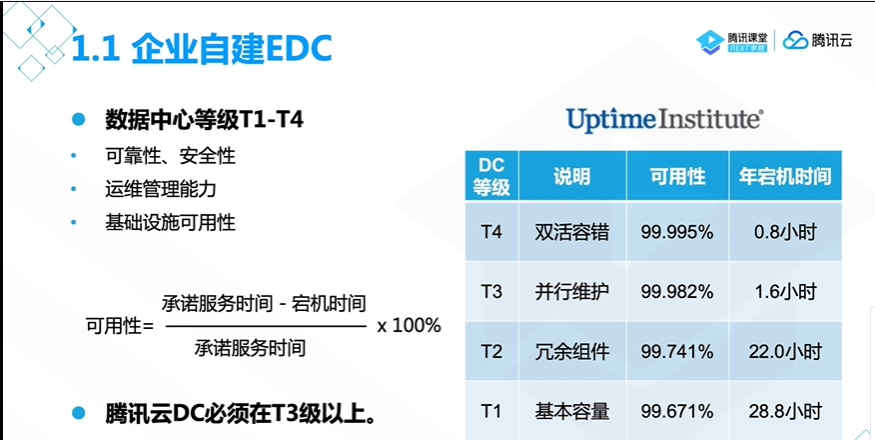 1.1 企业自建EDC
腾讯课堂
NEXT学院
腾讯云
数据中心等级T1-T4
可靠性、安全性
运维管理能力
基础设施可用性
可用性= 承诺服务时间 - 宕机时间 x 100%
承诺服务时间
腾讯云DC必须在T3级以上。
UptimeInstitute®
DC等级 说明 可用性 年宕机时间
T4 双活容错 99.995% 0.8小时
T3 并行维护 99.982% 1.6小时
T2 冗余组件 99.741% 22.0小时
T1 基本容量 99.671% 28.8小时